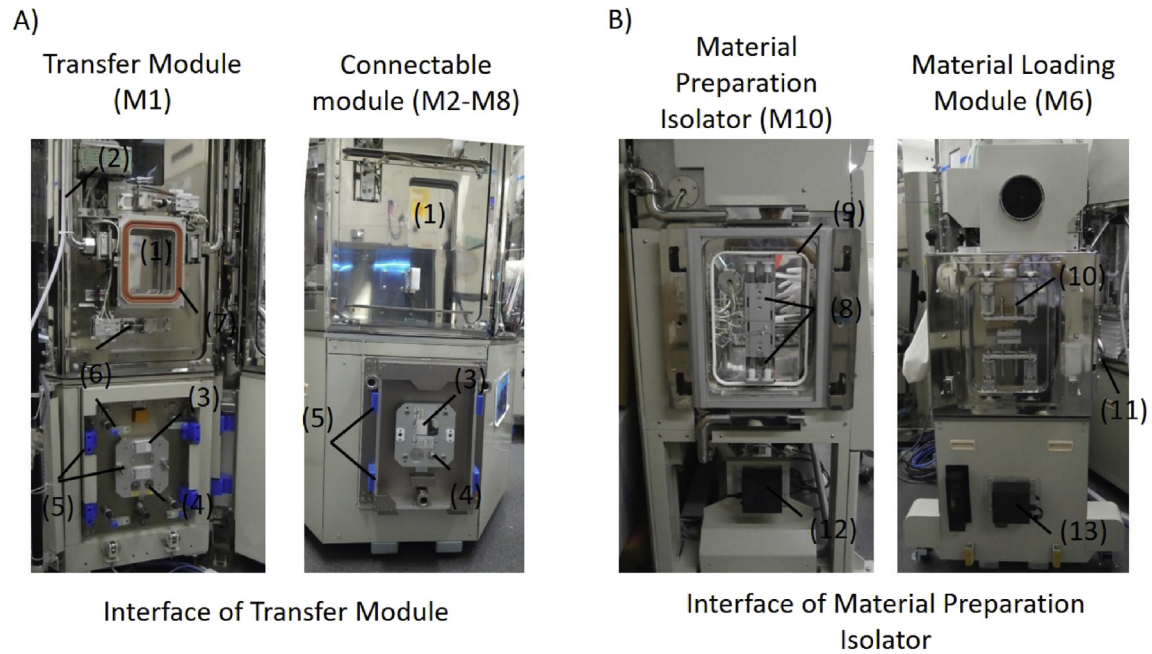 A)
Transfer Module
(M1)
Connectable
module (M2-M8)
(2)
(1)
(7)
(6)
(3)
(5)
(4)
(1)
(3)
(5)
(4)
Interface of Transfer Module
B)
Material
Preparation
Isolator (M10)
Material Loading
Module (M6)
(9)
(8)
(12)
(10)
(11)
(13)
Interface of Material Preparation
Isolator